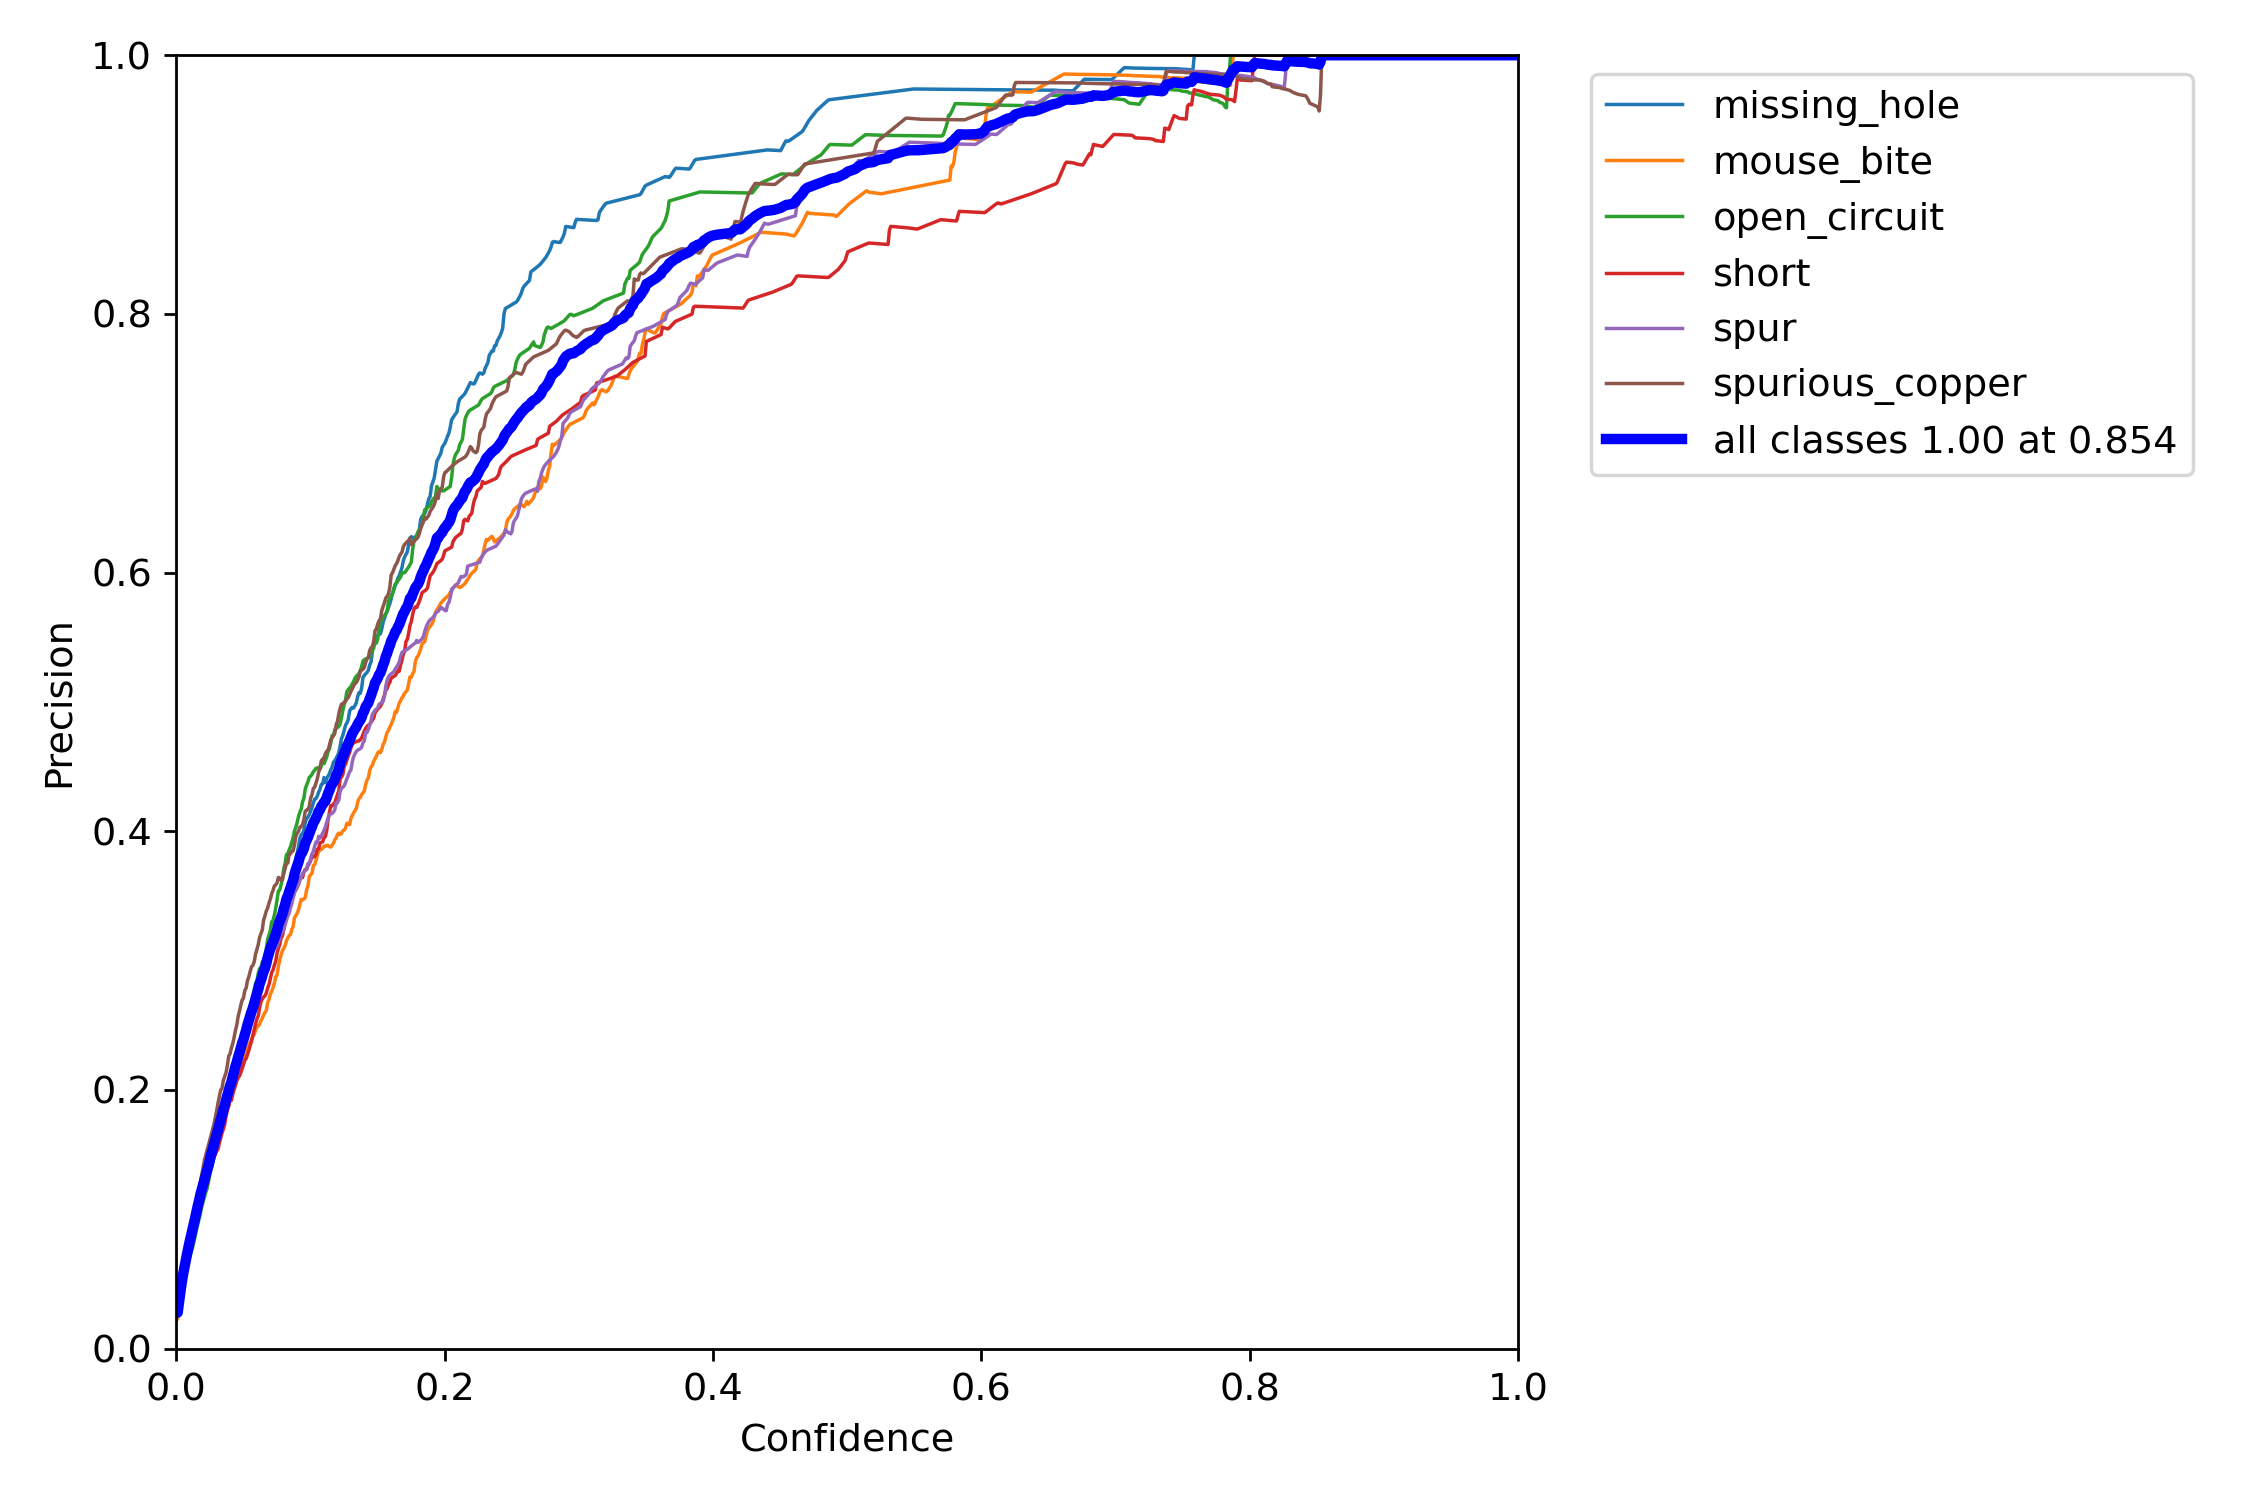 1.0
0.8
0.6
0.4
0.2
0.0
Precision
0.0 0.2 0.4 0.6 0.8 1.0
Confidence
missing_hole
mouse_bite
open_circuit
short
spur
spurious_copper
all classes 1.00 at 0.854